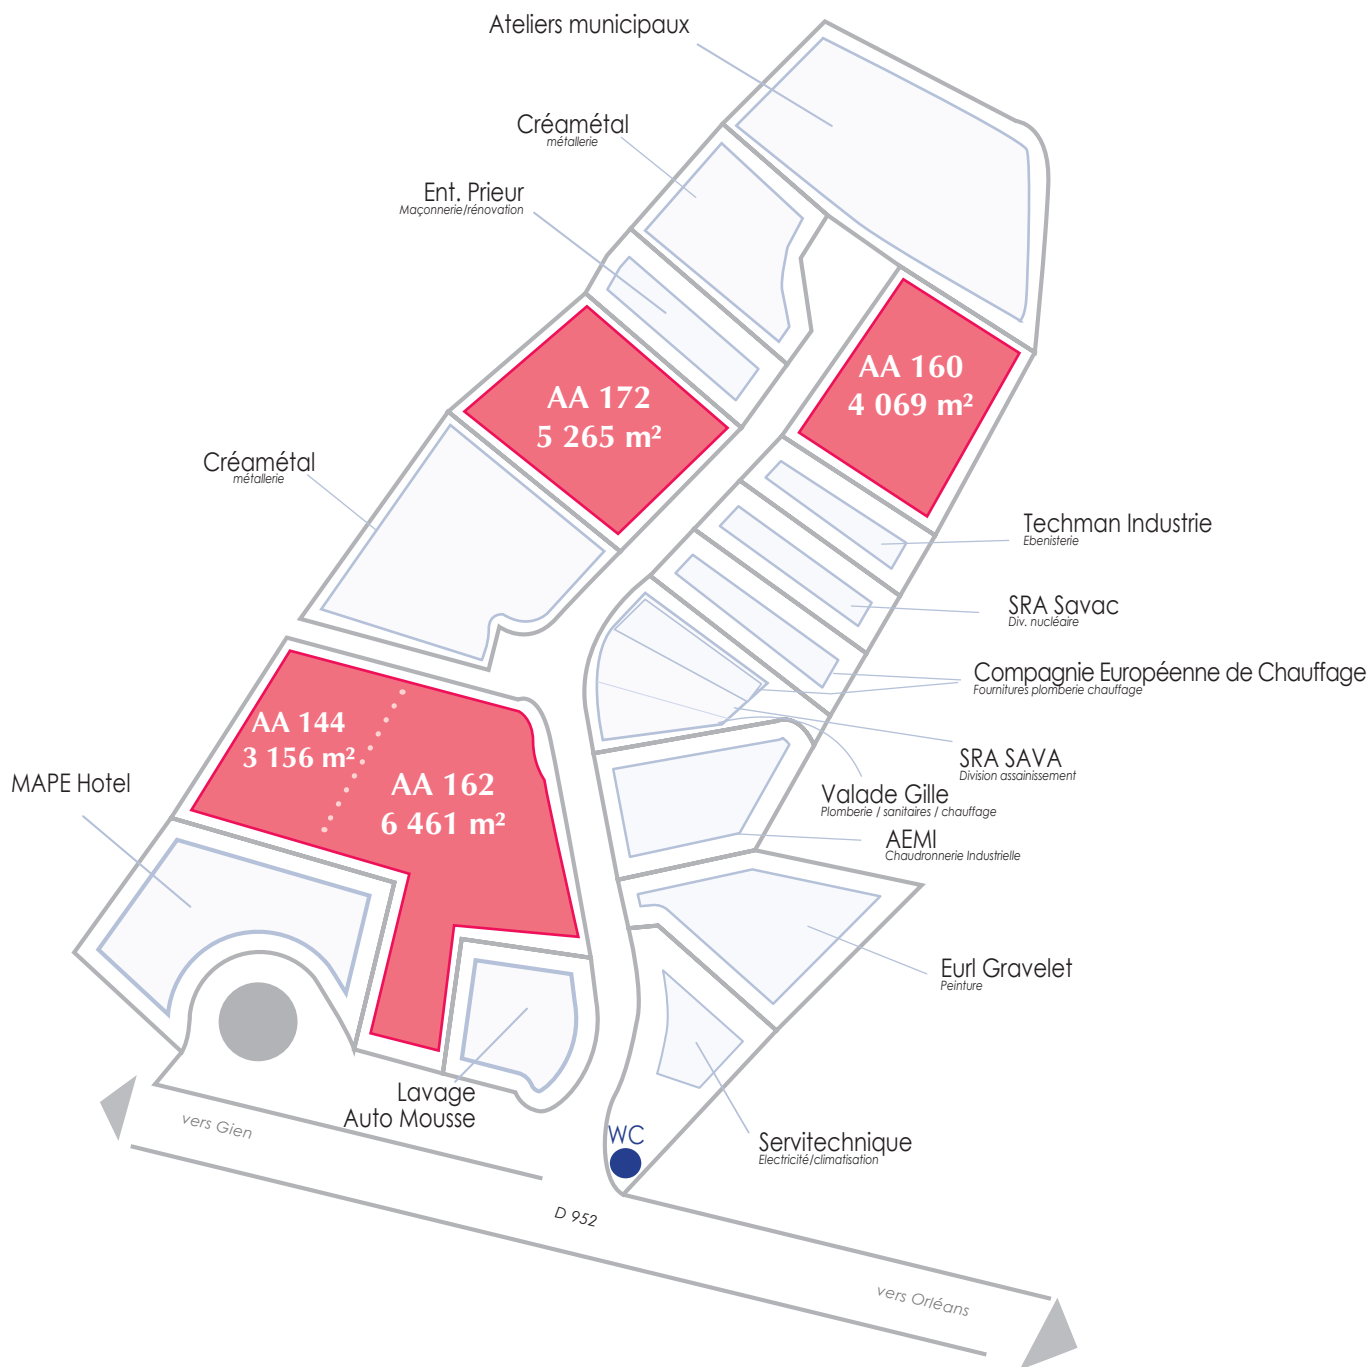 Ateliers municipaux
Créamétal
métallerie
Ent. Prieur
Maçonnerie/rénovation
AA 160
4 069 m²
AA 172
5 265 m²
Créamétal
métallerie
Techman Industrie
Ebenisterie
SRA Savac
Div. nucléaire
Compagnie Européenne de Chauffage
Fournitures plomberie chauffage
AA 144
3 156 m²
SRA SAVA
Division assainissement
MAPE Hotel
AA 162
6 461 m²
Valade Gille
Plomberie / sanitaires / chauffage
AEMI
Chaudronnerie Industrielle
Eurl Gravelet
Peinture
Lavage
Auto Mousse
vers Gien
WC
Servitechnique
Electricité/climatisation
D 952
vers Orléans